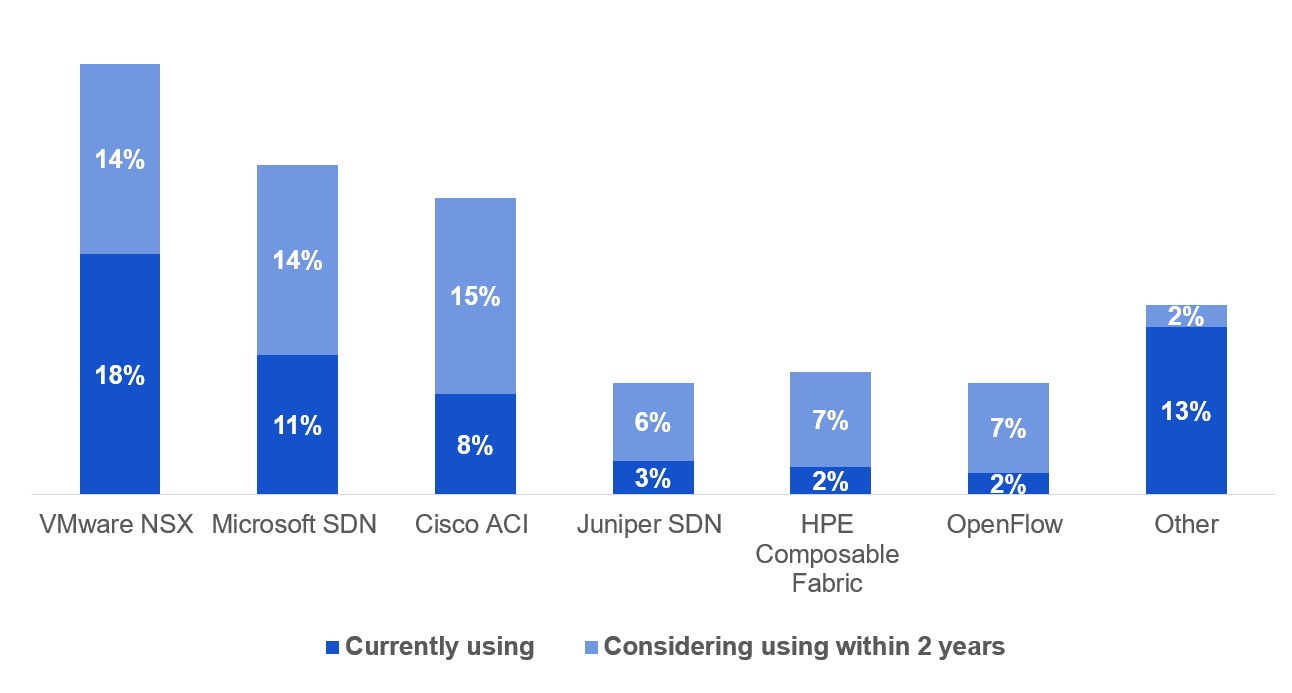 14%
14%
15%
2%
18%
11%
8%
6%
7%
7%
13%
3%
2%
2%
VMware NSX
Microsoft SDN
Cisco ACI
Juniper SDN
HPE
Composable
Fabric
OpenFlow
Other
Currently using
Considering using within 2 years